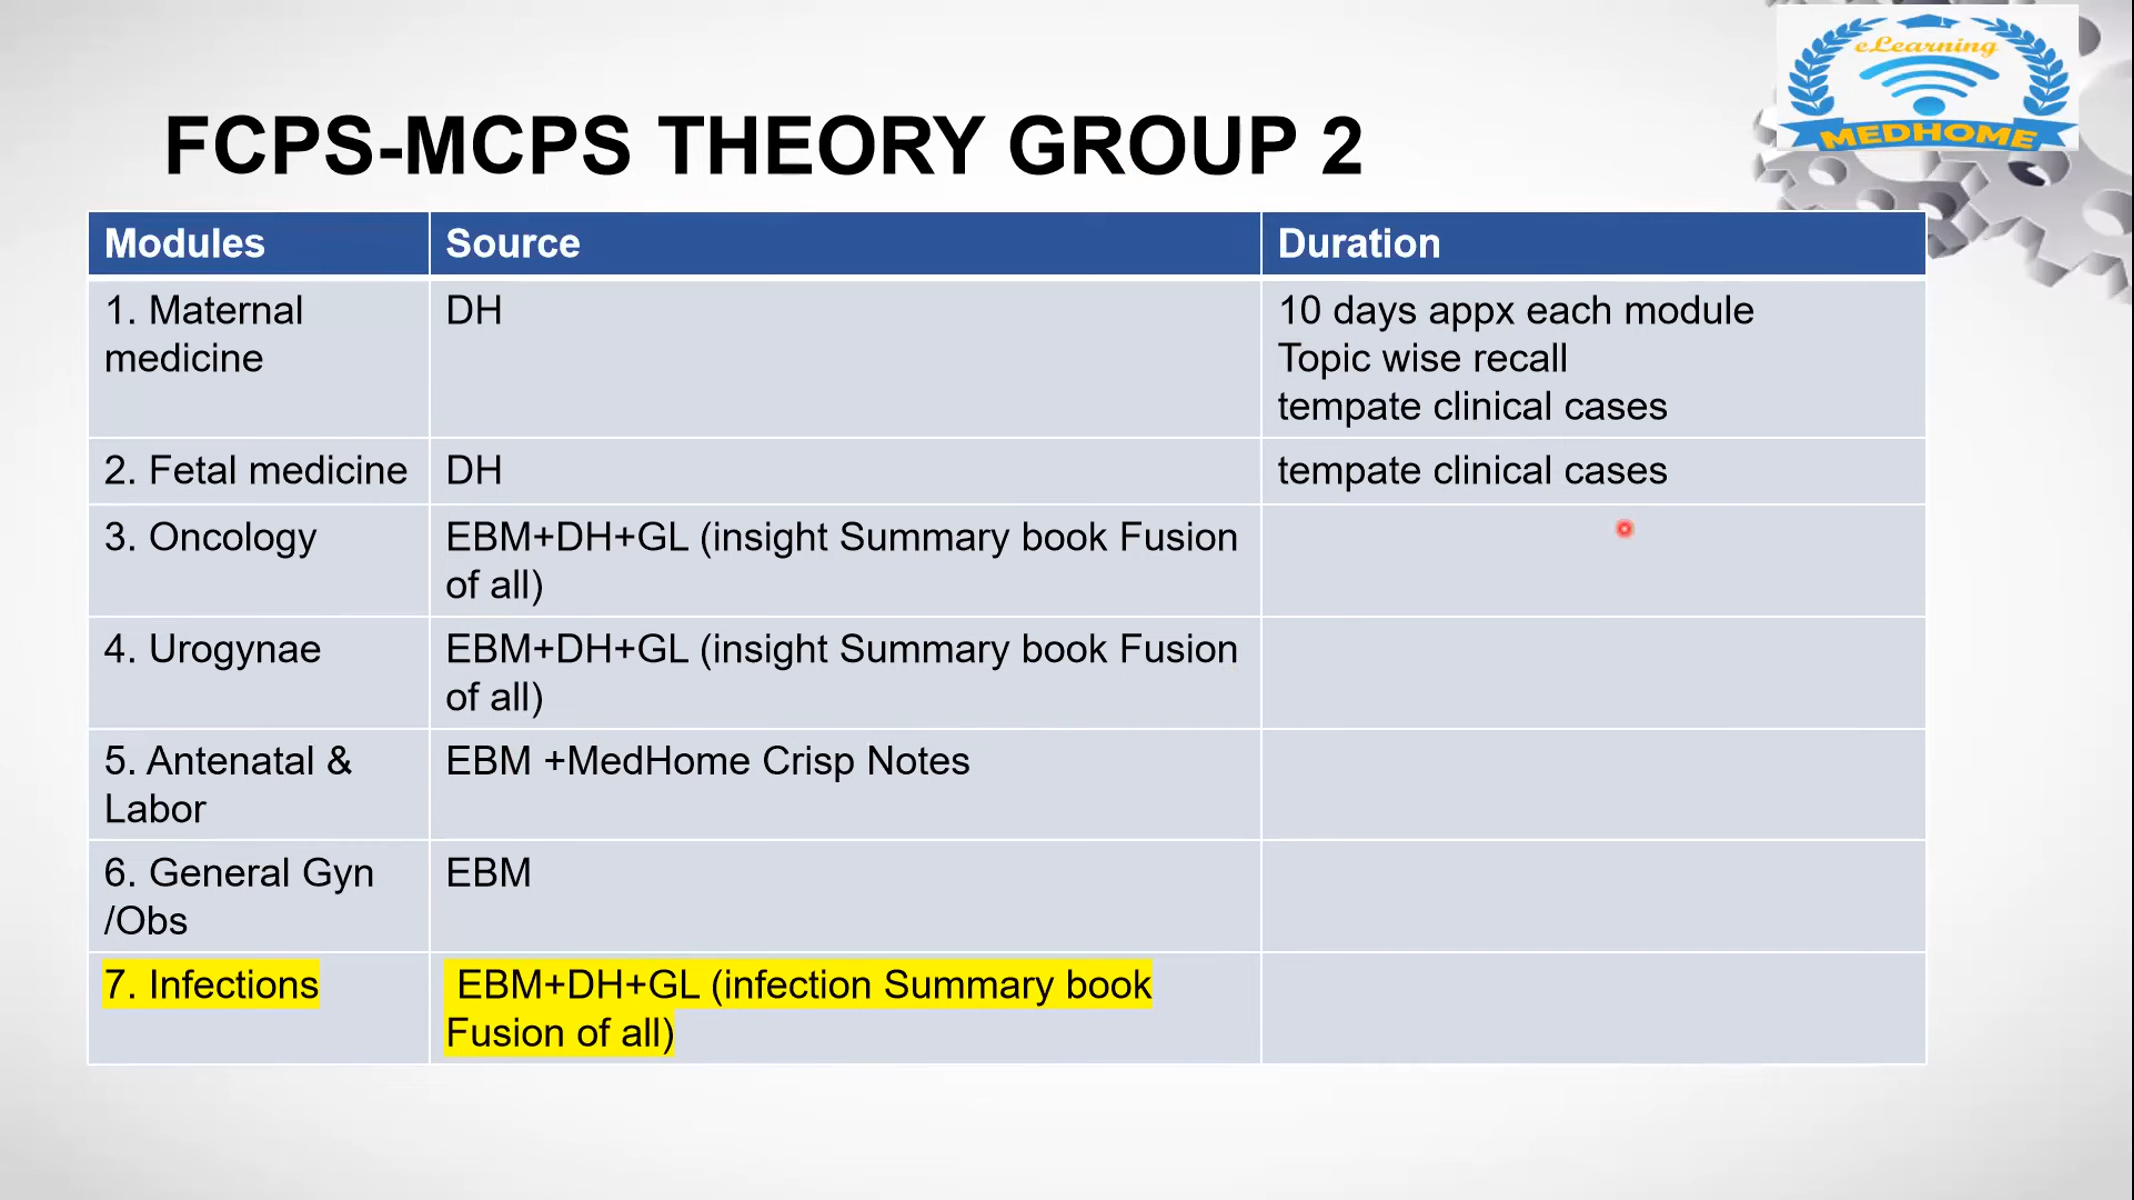 eLearning
MEDHOME
FCPS-MCPS THEORY GROUP 2
Modules Source Duration
1. Maternal DH 10 days appx each module
medicine Topic wise recall
tempate clinical cases
2. Fetal medicine DH tempate clinical cases
3. Oncology EBM+DH+GL (insight Summary book Fusion
of all)
4. Urogynae EBM+DH+GL (insight Summary book Fusion
of all)
5. Antenatal & EBM +MedHome Crisp Notes
Labor
6. General Gyn EBM
/Obs
7. Infections EBM+DH+GL (infection Summary book
Fusion of all)